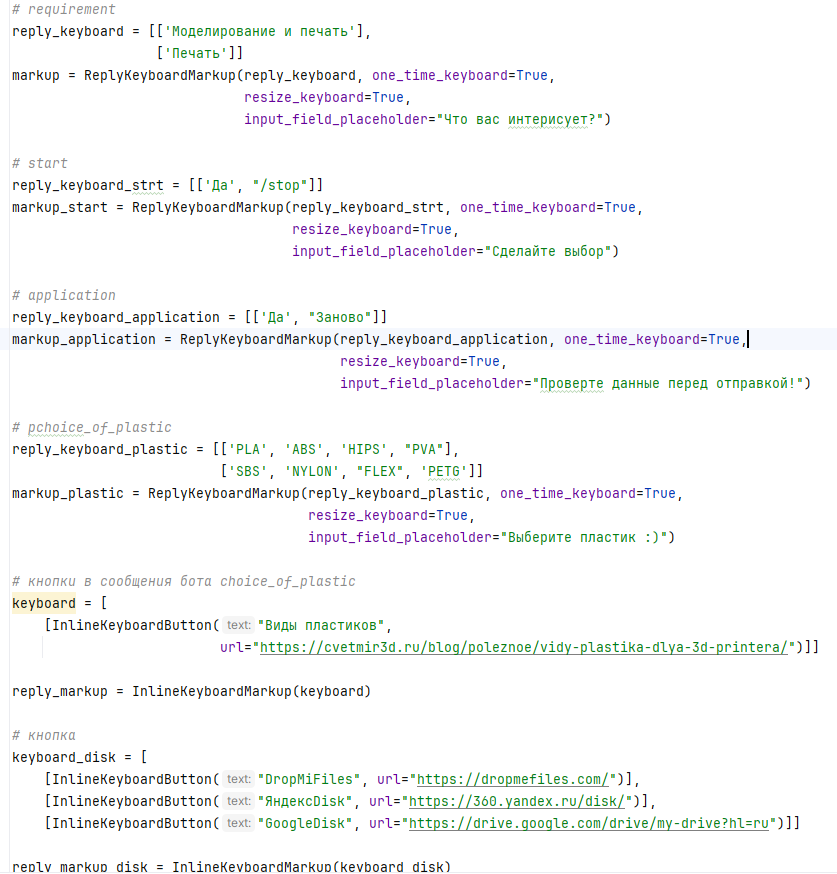 # requirement
reply_keyboard = [['Моделирование и печать'],
['Печать']]
markup = ReplyKeyboardMarkup(reply_keyboard, one_time_keyboard=True,
resize_keyboard=True,
input_field_placeholder="Что вас интерисует?")
# start
reply_keyboard_strt = [['Да', "/stop"]]
markup_start = ReplyKeyboardMarkup(reply_keyboard_strt, one_time_keyboard=True,
resize_keyboard=True,
input_field_placeholder="Сделайте выбор")
# application
reply_keyboard_application = [['Да', "Заново"]]
markup_application = ReplyKeyboardMarkup(reply_keyboard_application, one_time_keyboard=True,
resize_keyboard=True,
input_field_placeholder="Проверте данные перед отправкой!")
# pchoice_of_plastic
reply_keyboard_plastic = [['PLA', 'ABS', 'HIPS', "PVA"],
['SBS', 'NYLON', "FLEX", 'PETG']]
markup_plastic = ReplyKeyboardMarkup(reply_keyboard_plastic, one_time_keyboard=True,
resize_keyboard=True,
input_field_placeholder="Выберите пластик :)")
# кнопки в сообщения бота choice_of_plastic
keyboard = [
[InlineKeyboardButton( text: "Виды пластиков",
url="https://cvetmir3d.ru/blog/poleznoe/vidy-plastika-dlya-3d-printera/")]]
reply_markup = InlineKeyboardMarkup(keyboard)
# кнопка
keyboard_disk = [
[InlineKeyboardButton( text: "DropMiFiles", url="https://dropmefiles.com/")],
[InlineKeyboardButton( text: "ЯндексDisk", url="https://360.yandex.ru/disk/")],
[InlineKeyboardButton( text: "GoogleDisk", url="https://drive.google.com/drive/my-drive?hl=ru")]]
reply_markup_disk = InlineKeyboardMarkup(keyboard_disk)